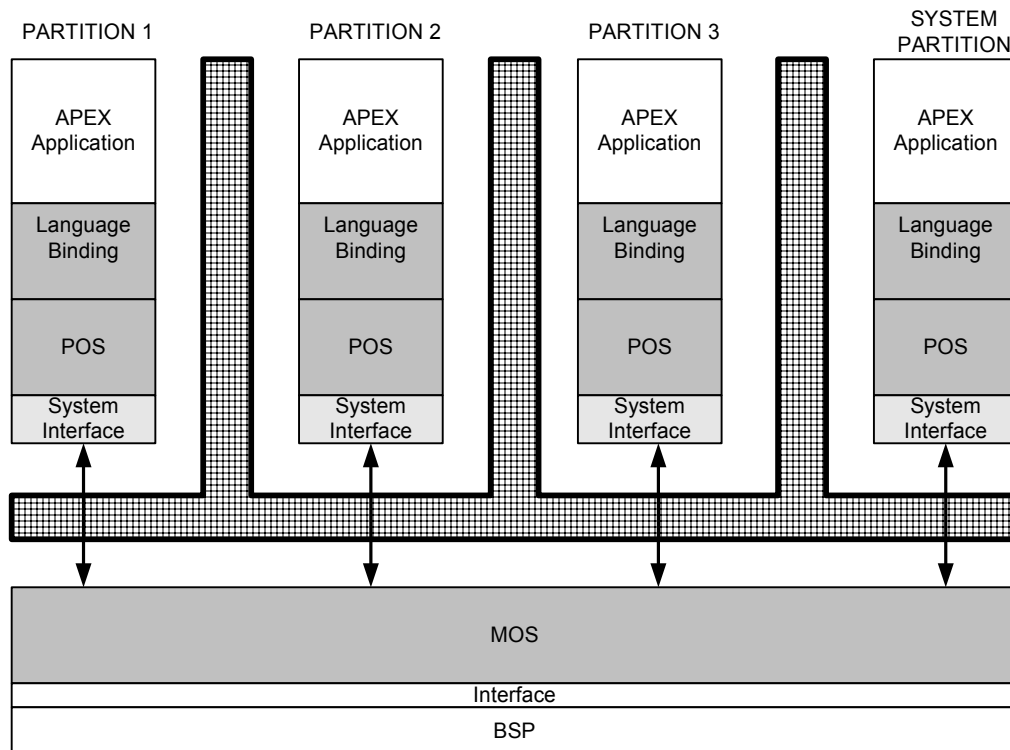 PARTITION 1
PARTITION 2
PARTITION 3
SYSTEM
PARTITION
APEX
Application
Language
Binding
POS
System
Interface
APEX
Application
Language
Binding
POS
System
Interface
APEX
Application
Language
Binding
POS
System
Interface
APEX
Application
Language
Binding
POS
System
Interface
MOS
Interface
BSP